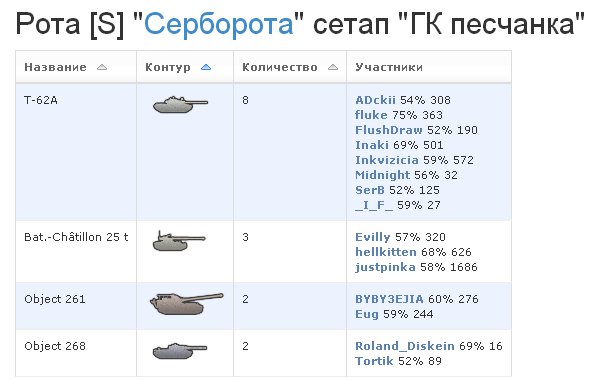 Рота [S] "Серборота" сетап "ГК песчанка"
Название Контур Количество Участники
T-62A 8 ADckii 54% 308
fluke 75% 363
FlushDraw 52% 190
Inaki 69% 501
Inkvizicia 59% 572
Midnight 56% 32
SerB 52% 125
_I_F_ 59% 27
Bat.-Châtillon 25 t 3 Evilly 57% 320
hellkitten 68% 626
justpinka 58% 1686
Object 261 2 BYBY3EJIA 60% 276
Eug 59% 244
Object 268 2 Roland_Diskein 69% 16
Tortik 52% 89